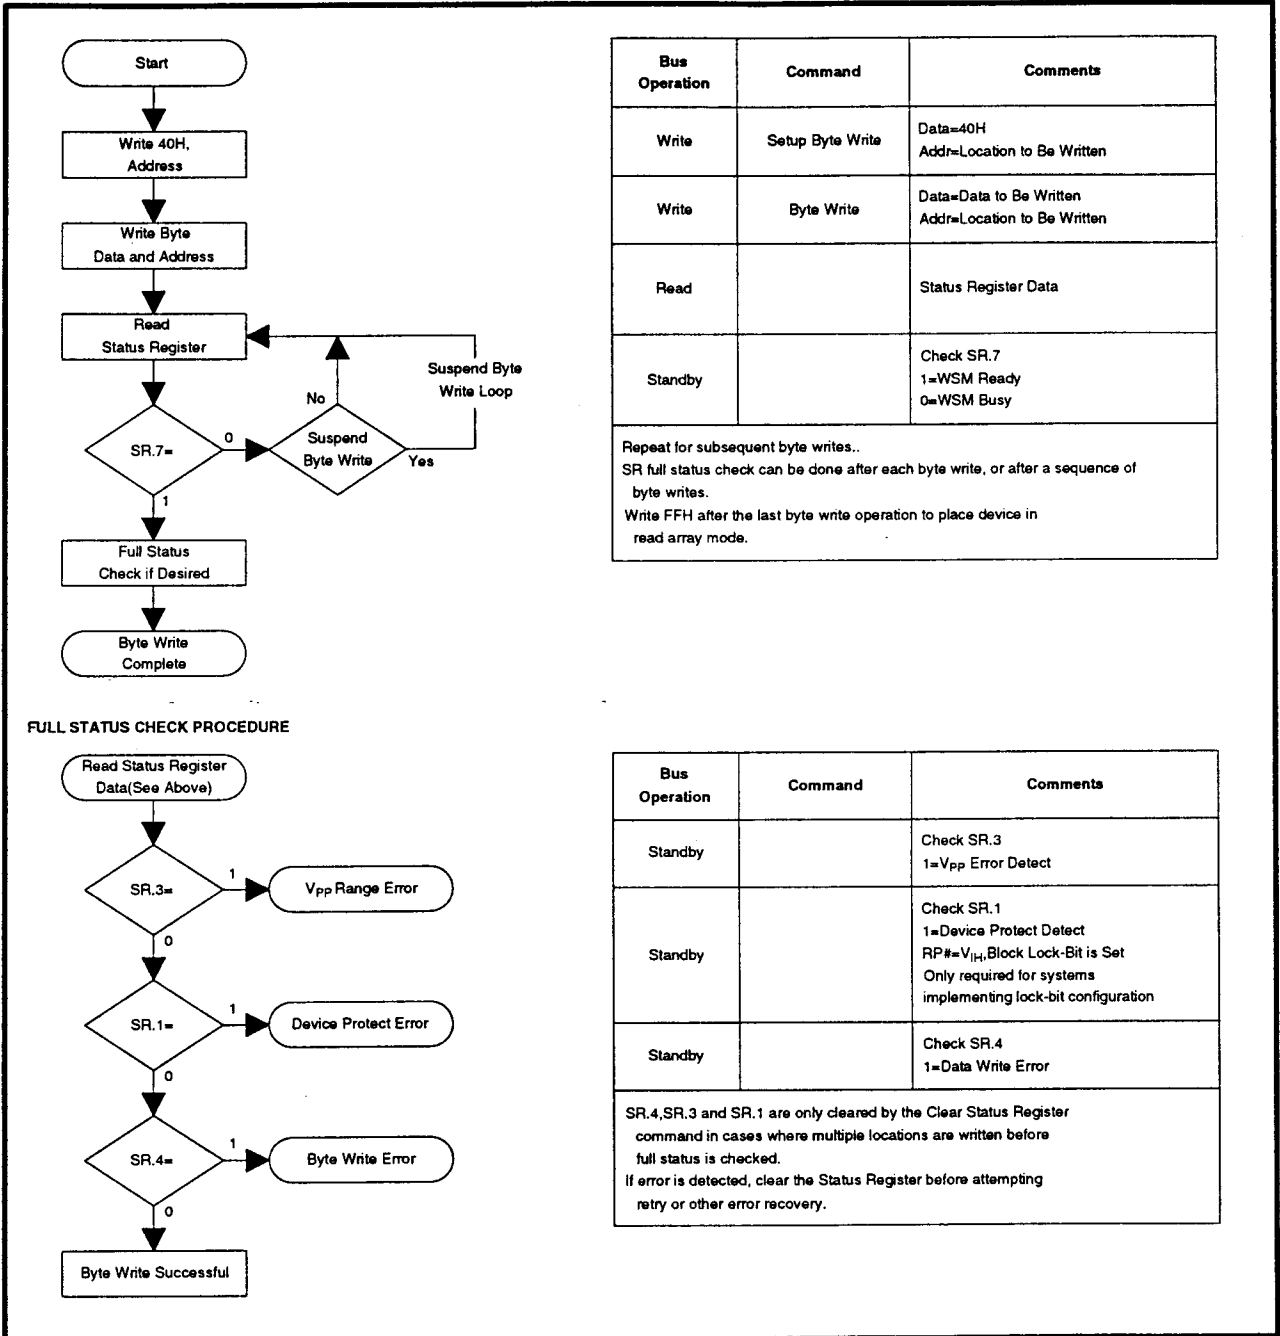 Start
Write 40H,
Address
Write Byte
Data and Address
Read
Status Register
Suspend Byte
Write Loop
No
SR.7=
0
Suspend
Byte Write
Yes
1
Full Status
Check if Desired
Byte Write
Complete
Bus
Operation
Command
Comments
Write
Setup Byte Write
Data=40H
Addr=Location to Be Written
Write
Byte Write
Data=Data to Be Written
Addr=Location to Be Written
Read
Status Register Data
Standby
Check SR.7
1=WSM Ready
0=WSM Busy
Repeat for subsequent byte writes..
SR full status check can be done after each byte write, or after a sequence of
byte writes.
Write FFH after the last byte write operation to place device in
read array mode.
FULL STATUS CHECK PROCEDURE
Read Status Register
Data(See Above)
SR.3=
1
VPP Range Error
0
SR.1=
1
Device Protect Error
0
SR.4=
1
Byte Write Error
0
Byte Write Successful
Bus
Operation
Command
Comments
Standby
Check SR.3
1=VPP Error Detect
Standby
Check SR.1
1=Device Protect Detect
RP#=VIH,Block Lock-Bit is Set
Only required for systems
implementing lock-bit configuration
Standby
Check SR.4
1=Data Write Error
SR.4,SR.3 and SR.1 are only cleared by the Clear Status Register
command in cases where multiple locations are written before
full status is checked.
If error is detected, clear the Status Register before attempting
retry or other error recovery.